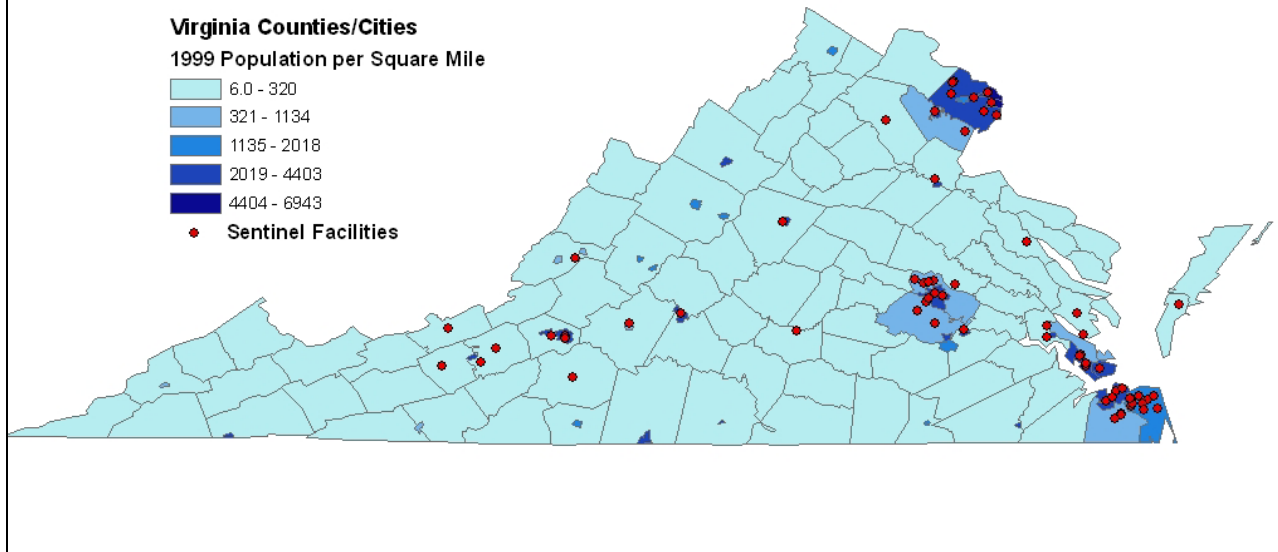 Virginia Counties/Cities
1999 Population per Square Mile
6.0 - 320
321 - 1134
1135 - 2018
2019 - 4403
4404 - 6943
Sentinel Facilities